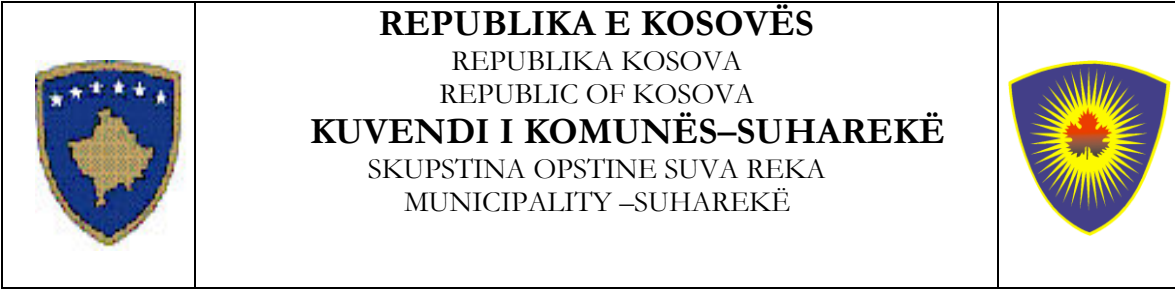 REPUBLIKA E KOSOVËS
REPUBLIKA KOSOVA
REPUBLIC OF KOSOVA
KUVENDI I KOMUNËS–SUHAREKË
SKUPSTINA OPSTINE SUVA REKA
MUNICIPALITY –SUHAREKË